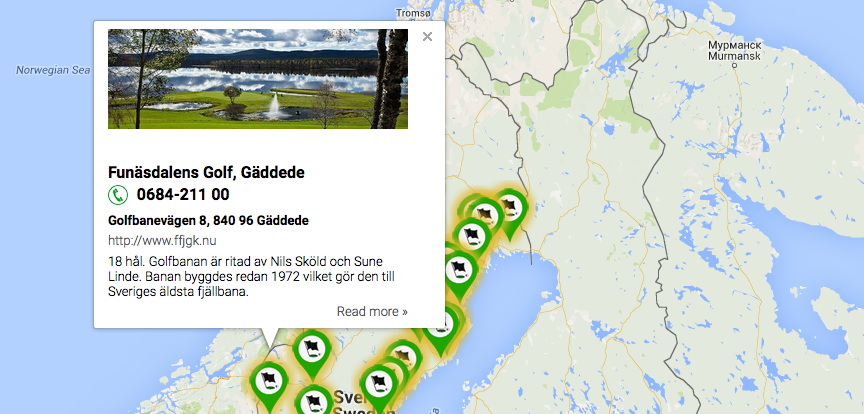 Tromsø
×
Мурманск
Murmansk
Norwegian Sea
Funäsdalens Golf, Gäddede
0684-211 00
Golfbanevägen 8, 840 96 Gäddede
http://www.ffjgk.nu
18 hål. Golfbanan är ritad av Nils Sköld och Sune
Linde. Banan byggdes redan 1972 vilket gör den till
Sveriges äldsta fjällbana.
Read more »
Sweden